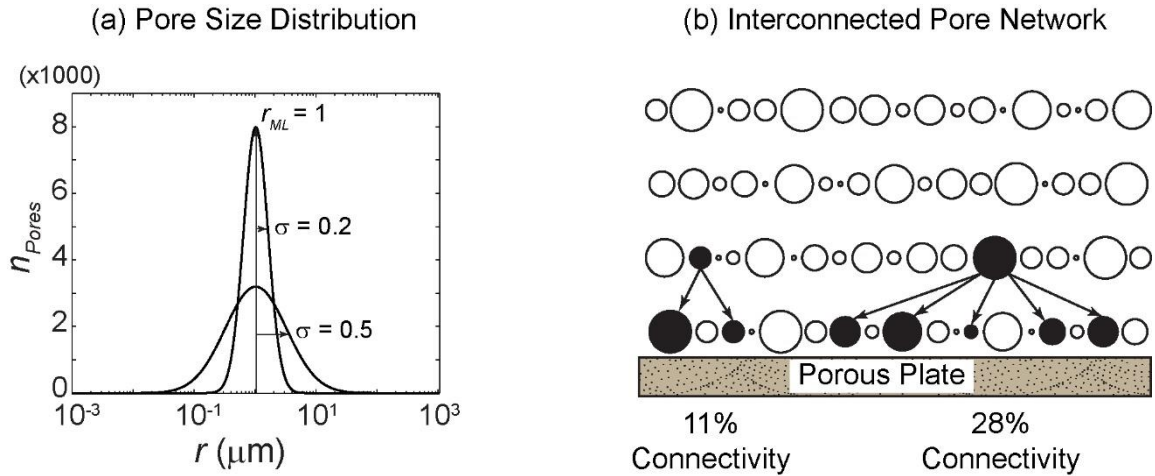 (a) Pore Size Distribution
(x1000)
8
6
4
2
0
n_Pores
r_ML = 1
σ = 0.2
σ = 0.5
10^-3 10^-1 10^1 10^3
r (μm)
(b) Interconnected Pore Network
Porous Plate
11% 28%
Connectivity Connectivity